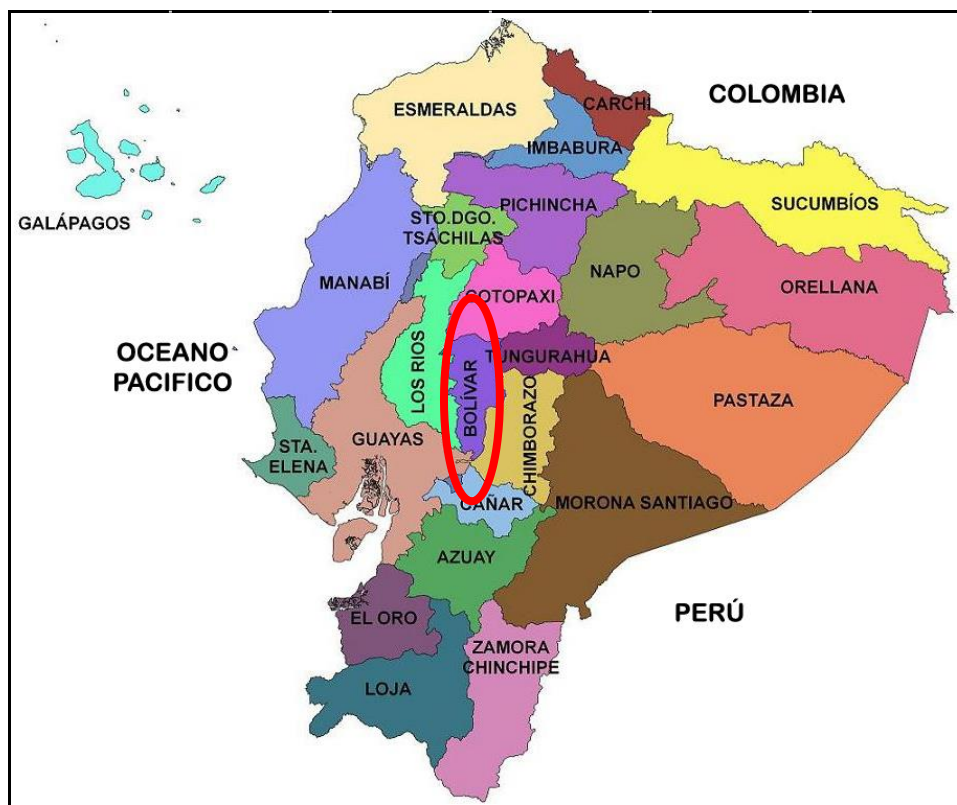 COLOMBIA
CARCHI
ESMERALDAS
IMBABURA
PICHINCHA
SUCUMBÍOS
GALÁPAGOS
STO.DGO.
TSÁCHILAS
NAPO
MANABÍ
COTOPAXI
ORELLANA
OCEANO
PACIFICO
LOS RIOS
BOLÍVAR
TUNGURAHUA
PASTAZA
STA.
ELENA
GUAYAS
CHIMBORAZO
CAÑAR
MORONA SANTIAGO
AZUAY
PERÚ
EL ORO
ZAMORA
CHINCHIPE
LOJA